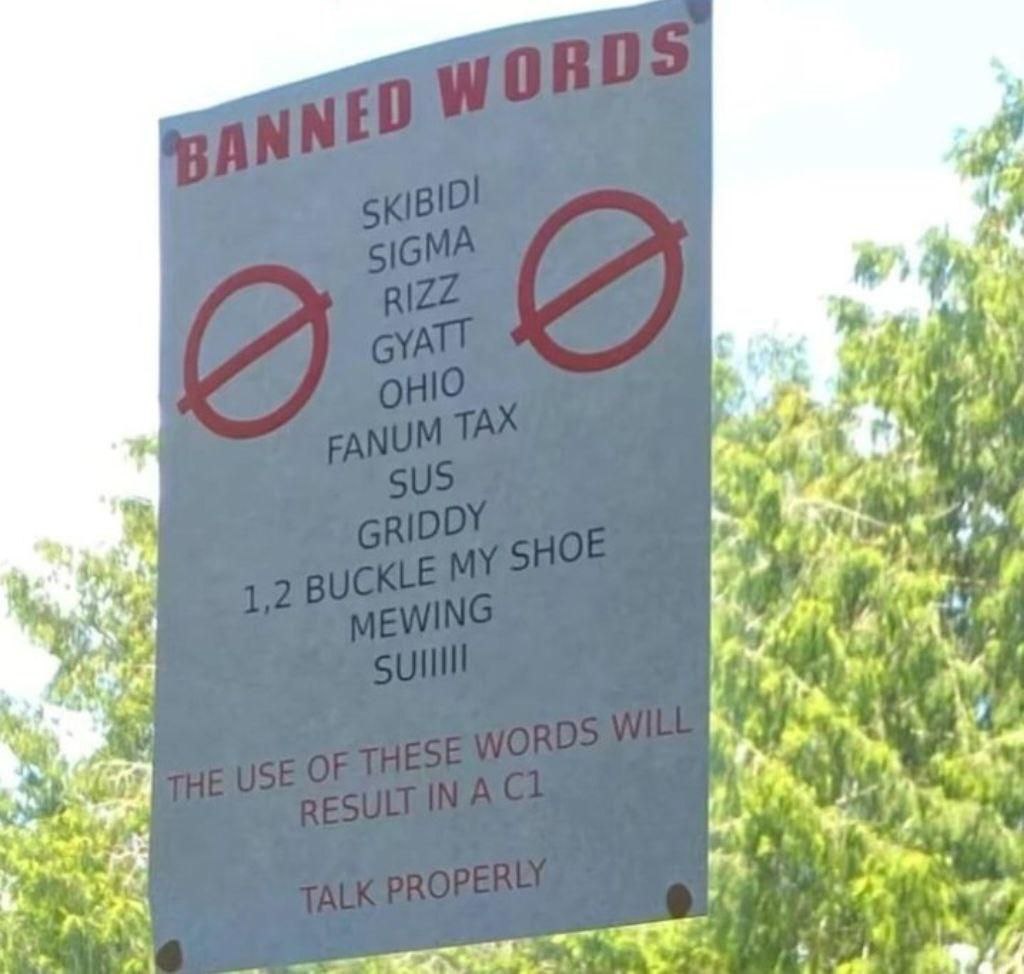 BANNED WORDS
SKIBIDI
SIGMA
RIZZ
GYATT
OHIO
FANUM TAX
SUS
GRIDDY
1,2 BUCKLE MY SHOE
MEWING
SUIIIIII
THE USE OF THESE WORDS WILL
RESULT IN A C1
TALK PROPERLY